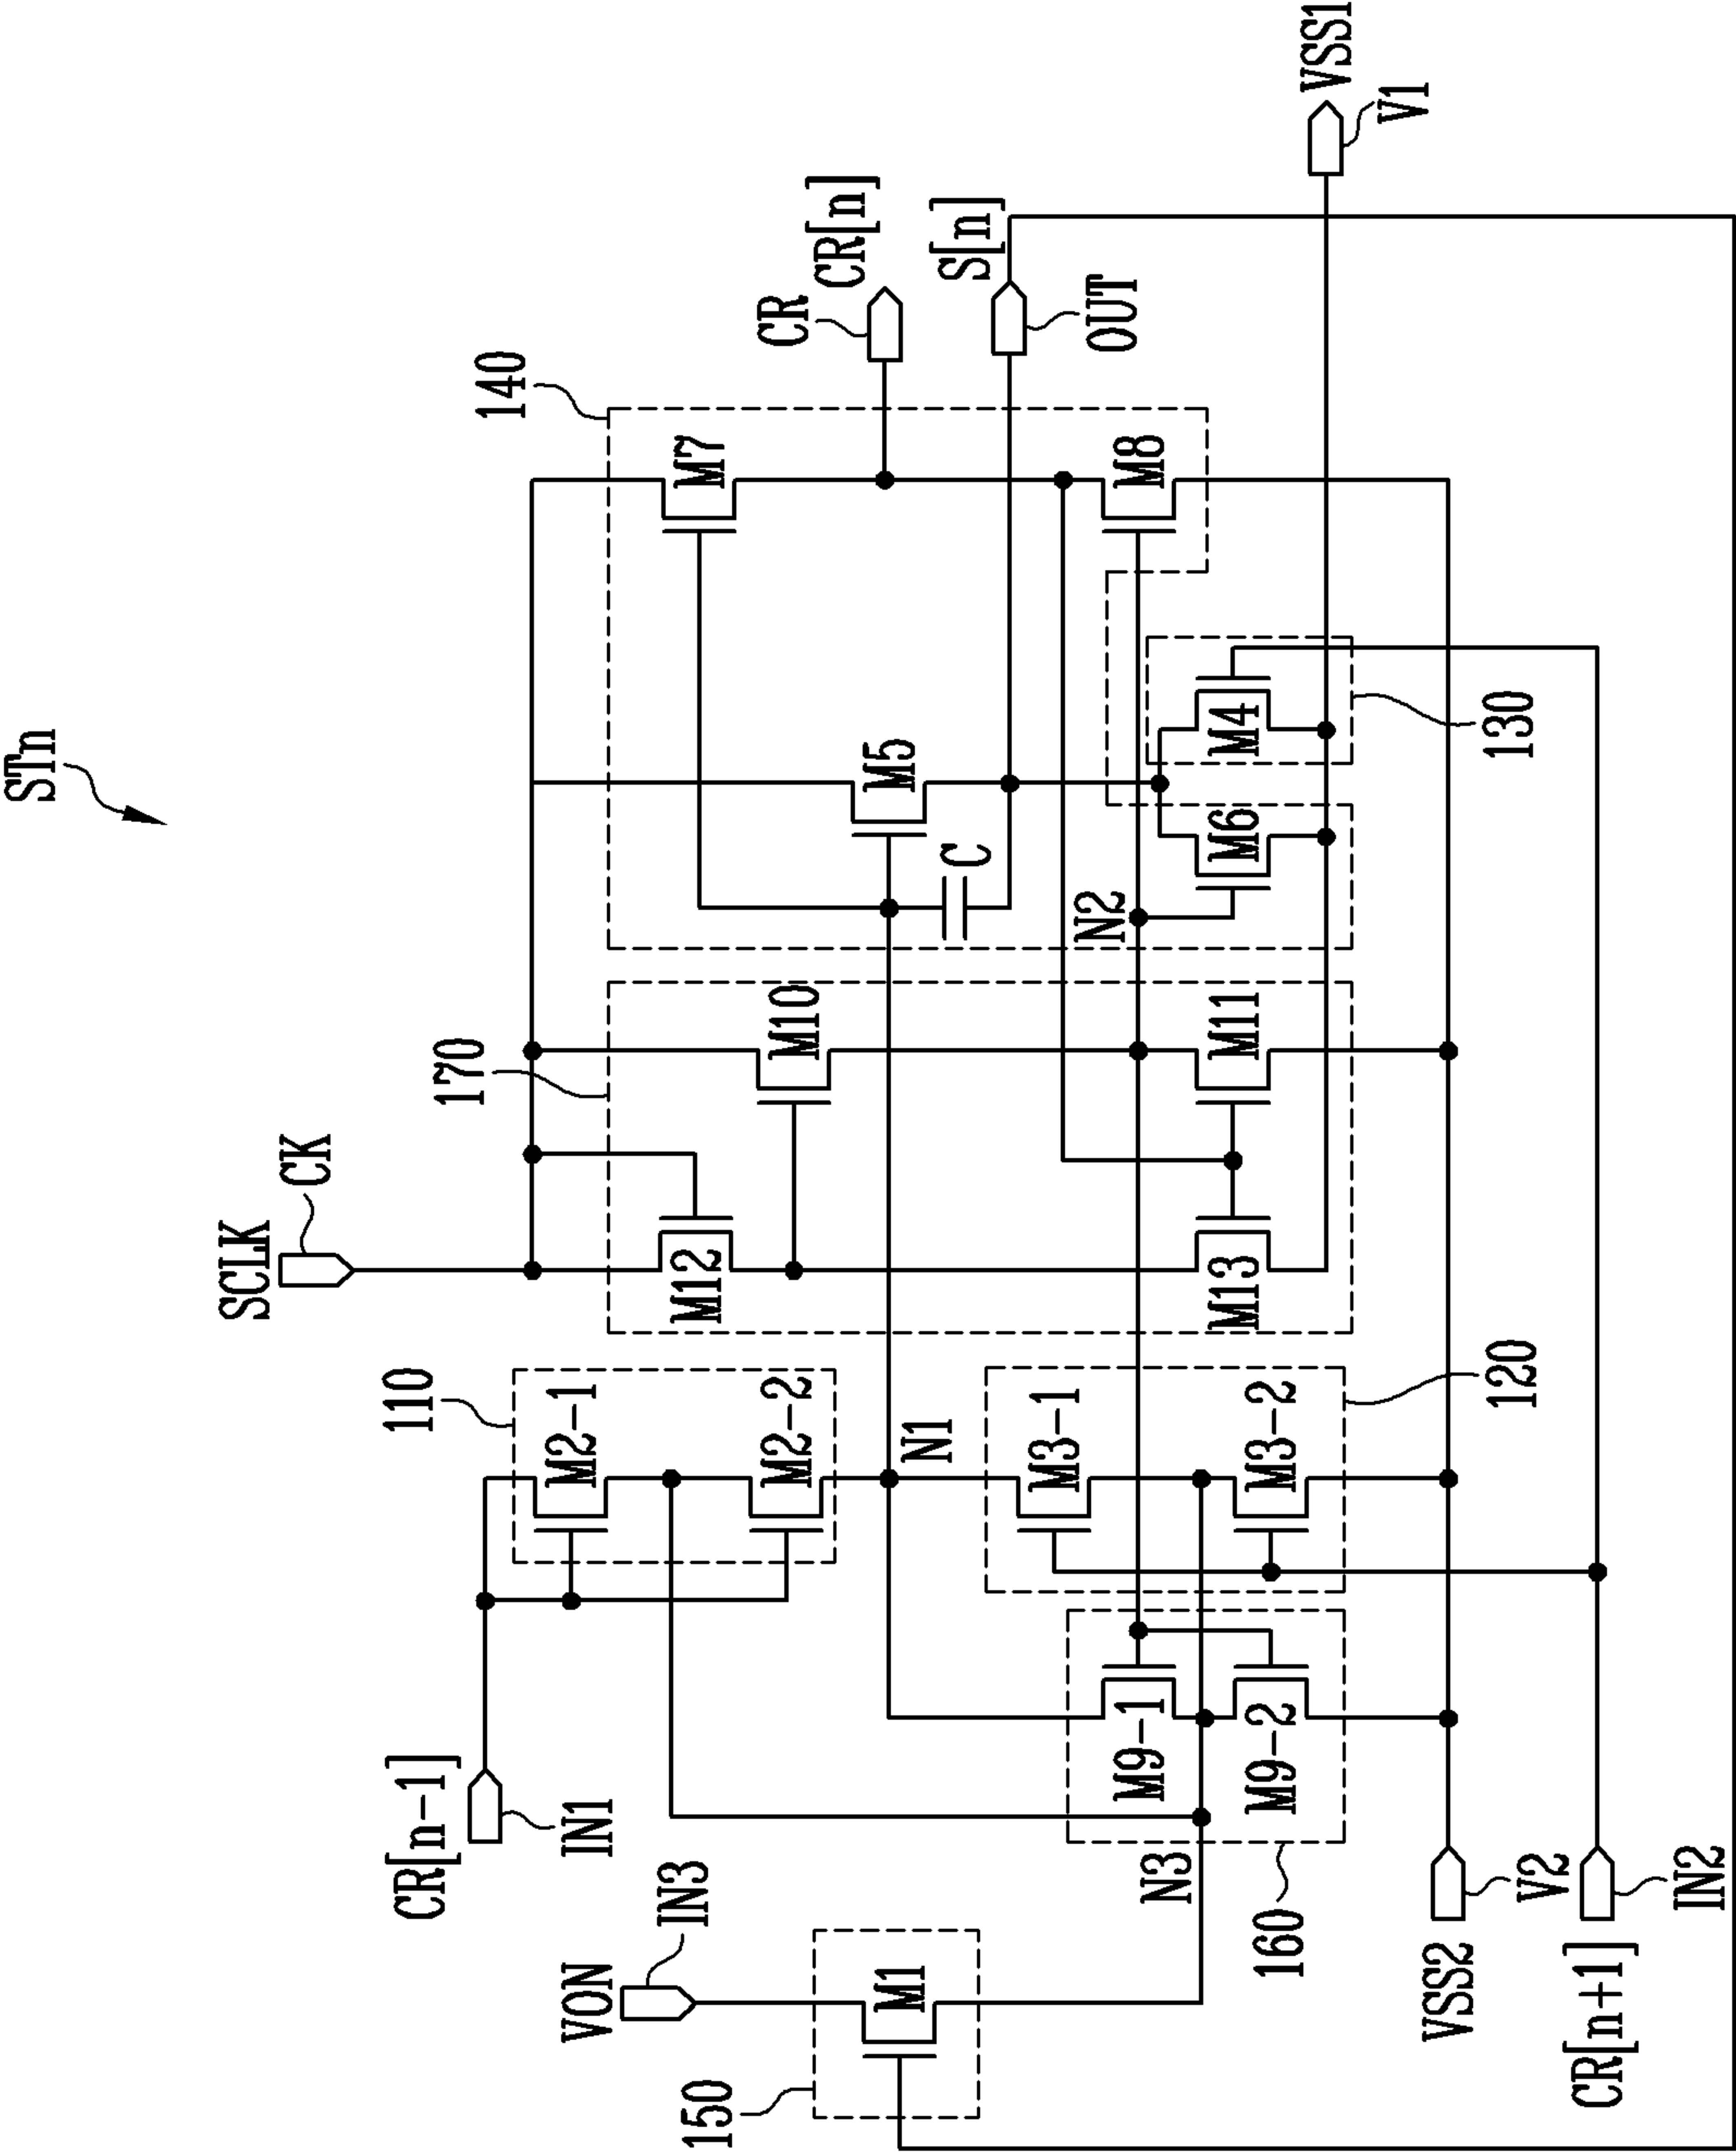 STn
SCLK
CK
170
140
CR
CR[n]
S[n]
OUT
VSS1
V1
110
CR[n-1]
IN1
M2-1
M2-2
M12
M10
M5
M7
C
N1
N2
VON
IN3
150
M1
N3
160
M9-1
M9-2
M3-1
M3-2
120
M13
M11
M6
M4
M8
130
VSS2
V2
CR[n+1]
IN2